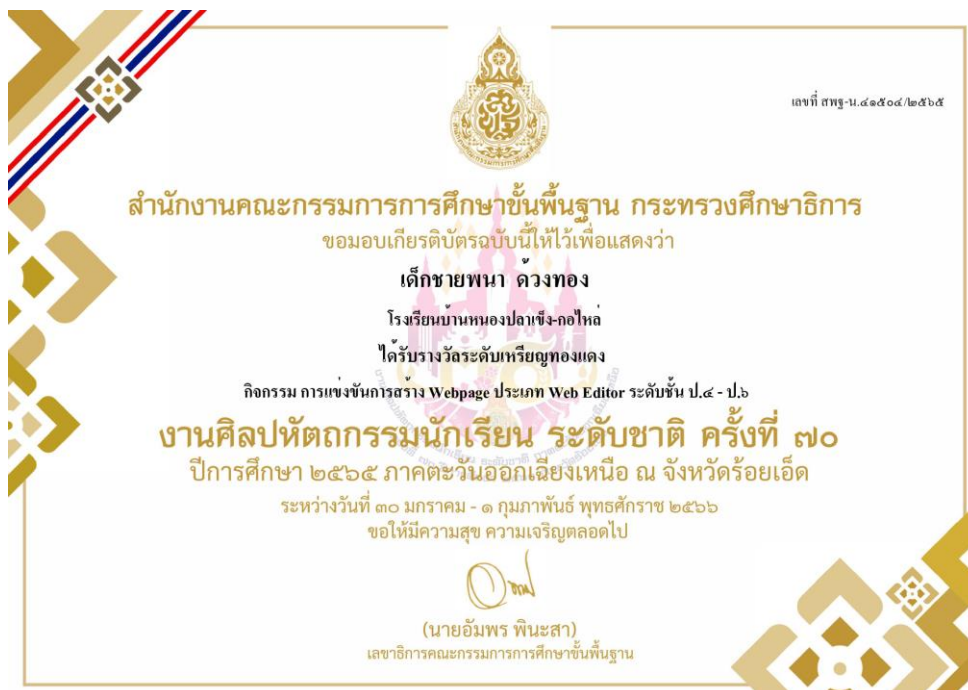 เลขที่ สพฐ-น.๔๑๕๐๔/๒๕๖๕
สำนักงานคณะกรรมการการศึกษาขั้นพื้นฐาน กระทรวงศึกษาธิการ
ขอมอบเกียรติบัตรฉบับนี้ให้ไว้เพื่อแสดงว่า
เด็กชายพนา ด้วงทอง
โรงเรียนบ้านหนองปลาเข็ง-กอไหล่
ได้รับรางวัลระดับเหรียญทองแดง
กิจกรรม การแข่งขันการสร้าง Webpage ประเภท Web Editor ระดับชั้น ป.๔ - ป.๖
งานศิลปหัตถกรรมนักเรียน ระดับชาติ ครั้งที่ ๗๐
ปีการศึกษา ๒๕๖๕ ภาคตะวันออกเฉียงเหนือ ณ จังหวัดร้อยเอ็ด
ระหว่างวันที่ ๓๐ มกราคม - ๑ กุมภาพันธ์ พุทธศักราช ๒๕๖๖
ขอให้มีความสุข ความเจริญตลอดไป
(นายอัมพร พินะสา)
เลขาธิการคณะกรรมการการศึกษาขั้นพื้นฐาน